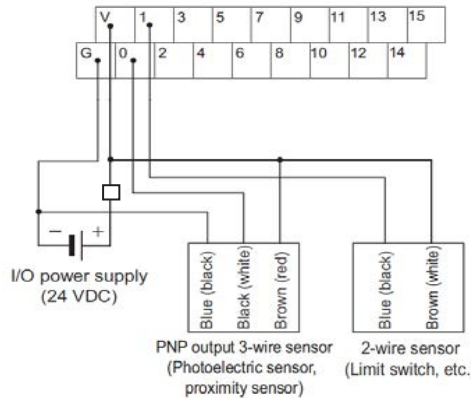 V 1 3 5 7 9 11 13 15
G 0 2 4 6 8 10 12 14
− +
I/O power supply
(24 VDC)
Blue (black)
Black (white)
Brown (red)
Blue (black)
Brown (white)
PNP output 3-wire sensor
(Photoelectric sensor,
proximity sensor)
2-wire sensor
(Limit switch, etc.